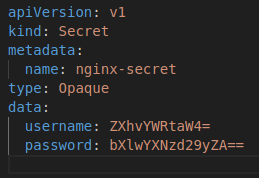 apiVersion: v1
kind: Secret
metadata:
  name: nginx-secret
type: Opaque
data:
  username: ZXhvYWRtaW4=
  password: bXlwYXNzd29yZA==